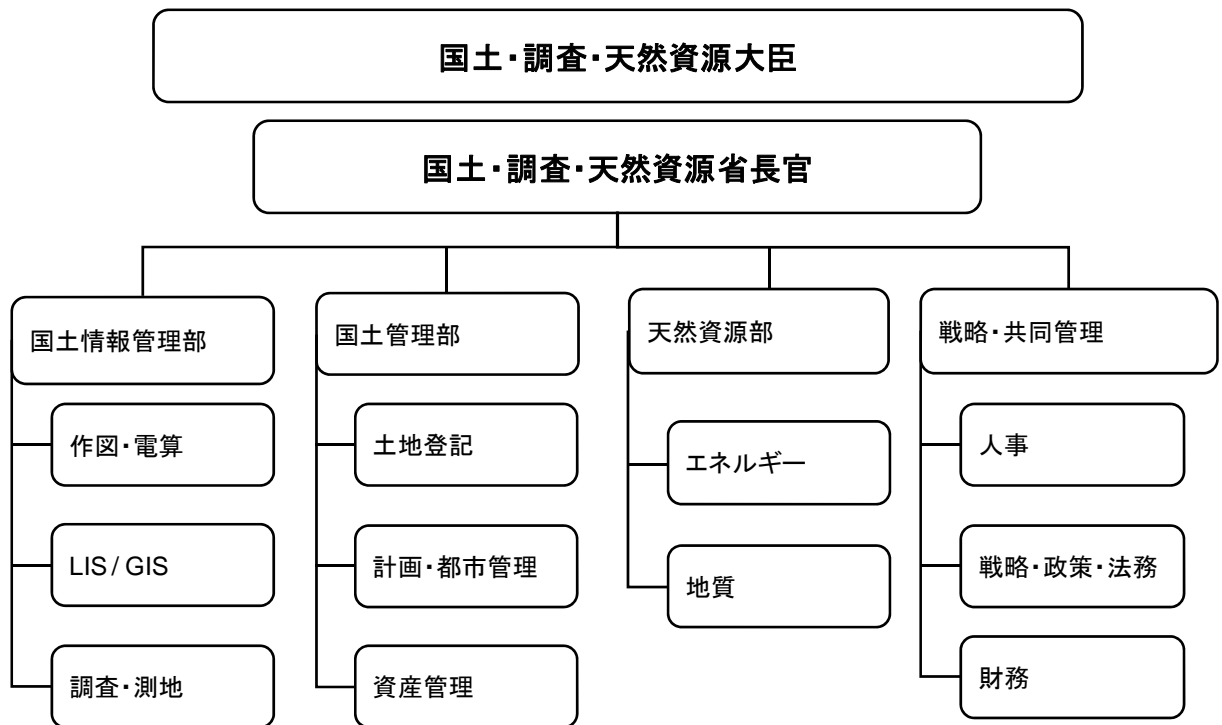 国土・調査・天然資源大臣
国土・調査・天然資源省長官
国土情報管理部
作図・電算
LIS / GIS
調査・測地
国土管理部
土地登記
計画・都市管理
資産管理
天然資源部
エネルギー
地質
戦略・共同管理
人事
戦略・政策・法務
財務